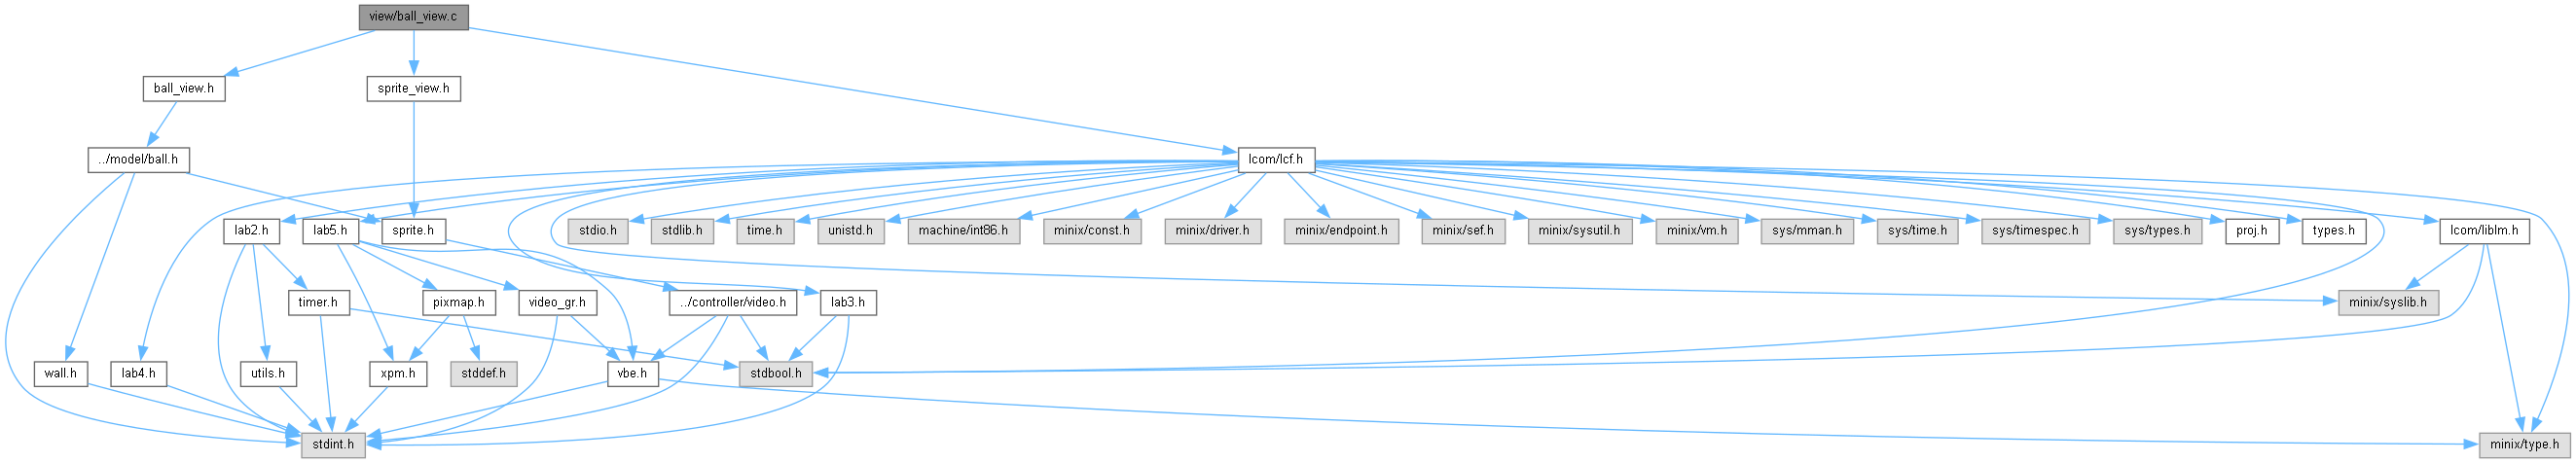 view/ball_view.c
ball_view.h
sprite_view.h
../model/ball.h
lcom/lcf.h
lab2.h
lab5.h
sprite.h
stdio.h
stdlib.h
time.h
unistd.h
machine/int86.h
minix/const.h
minix/driver.h
minix/endpoint.h
minix/sef.h
minix/sysutil.h
minix/vm.h
sys/mman.h
sys/time.h
sys/timespec.h
sys/types.h
proj.h
types.h
lcom/liblm.h
timer.h
pixmap.h
video_gr.h
../controller/video.h
lab3.h
minix/syslib.h
wall.h
lab4.h
utils.h
xpm.h
stddef.h
vbe.h
stdbool.h
stdint.h
minix/type.h